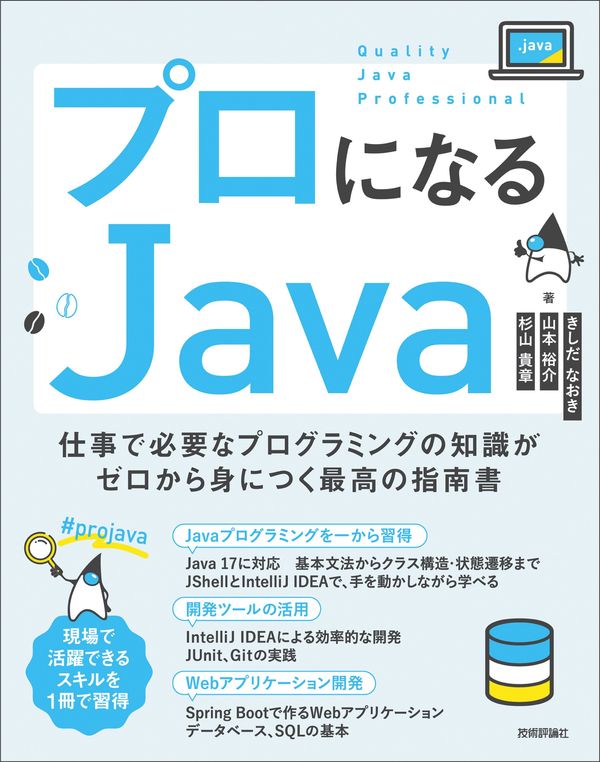 Quality
Java
Professional
.java
プロになる
Java
著
きしだ なおき
山本 裕介
杉山 貴章
仕事で必要なプログラミングの知識が
ゼロから身につく最高の指南書
#projava
現場で
活躍できる
スキルを
1冊で習得
Javaプログラミングを一から習得
Java 17に対応　基本文法からクラス構造・状態遷移まで
JShellとIntelliJ IDEAで、手を動かしながら学べる
開発ツールの活用
IntelliJ IDEAによる効率的な開発
JUnit、Gitの実践
Webアプリケーション開発
Spring Bootで作るWebアプリケーション
データベース、SQLの基本
技術評論社